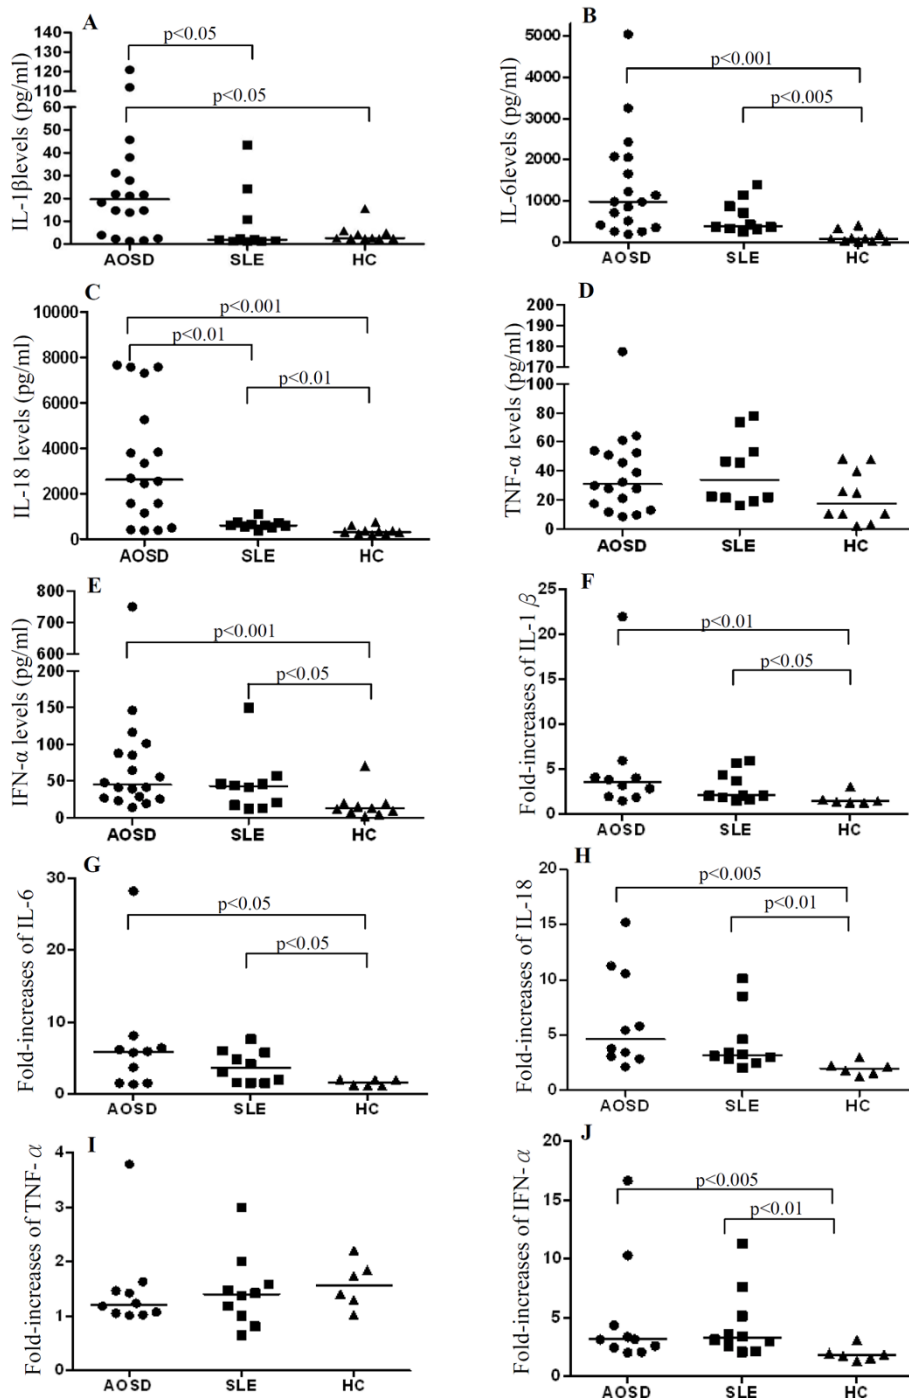 A
IL-1βlevels (pg/ml)
140
130
120
110
100
90
80
60
50
40
30
20
10
0
p<0.05
p<0.05
AOSD SLE HC
B
IL-6levels (pg/ml)
5000
4000
3000
2000
1000
0
p<0.001
p<0.005
AOSD SLE HC
C
IL-18 levels (pg/ml)
10000
8000
6000
4000
2000
0
p<0.001
p<0.01
p<0.01
AOSD SLE HC
D
TNF-α levels (pg/ml)
200
190
180
170
160
100
80
60
40
20
0
AOSD SLE HC
E
IFN-α levels (pg/ml)
800
700
600
200
150
100
50
0
p<0.001
p<0.05
AOSD SLE HC
F
Fold-increases of IL-1 β
25
20
15
10
5
0
p<0.01
p<0.05
AOSD SLE HC
G
Fold-increases of IL-6
30
20
10
0
p<0.05
p<0.05
AOSD SLE HC
H
Fold-increases of IL-18
20
15
10
5
0
p<0.005
p<0.01
AOSD SLE HC
I
Fold-increases of TNF- α
4
3
2
1
0
AOSD SLE HC
J
Fold-increases of IFN- α
20
15
10
5
0
p<0.005
p<0.01
AOSD SLE HC